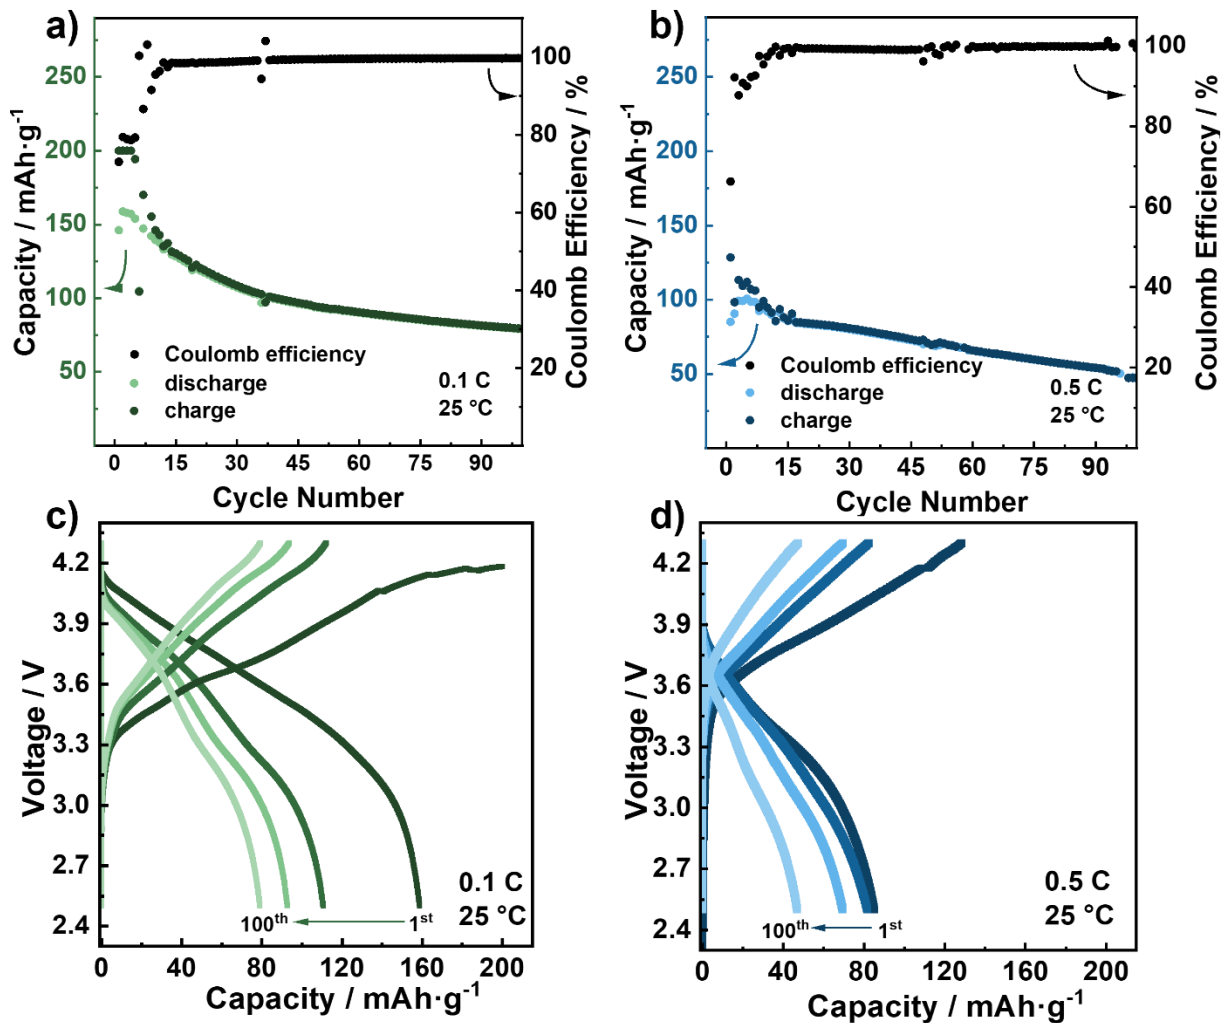 a)
Capacity / mAh·g⁻¹
250
200
150
100
50
100
80
60
40
20
Coulomb Efficiency / %
Coulomb efficiency
discharge
charge
0.1 C
25 °C
0 15 30 45 60 75 90
Cycle Number
b)
Capacity / mAh·g⁻¹
250
200
150
100
50
100
80
60
40
20
Coulomb Efficiency / %
Coulomb efficiency
discharge
charge
0.5 C
25 °C
0 15 30 45 60 75 90
Cycle Number
c)
Voltage / V
4.2
3.9
3.6
3.3
3.0
2.7
2.4
0.1 C
25 °C
100th 1st
0 40 80 120 160 200
Capacity / mAh·g⁻¹
d)
Voltage / V
4.2
3.9
3.6
3.3
3.0
2.7
2.4
0.5 C
25 °C
100th 1st
0 40 80 120 160 200
Capacity / mAh·g⁻¹